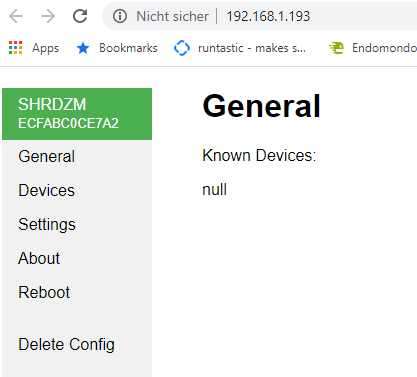 Nicht sicher | 192.168.1.193
Apps Bookmarks runtastic - makes s... Endomondo
SHRDZM
ECFABC0CE7A2
General
Devices
Settings
About
Reboot
Delete Config
General
Known Devices:
null